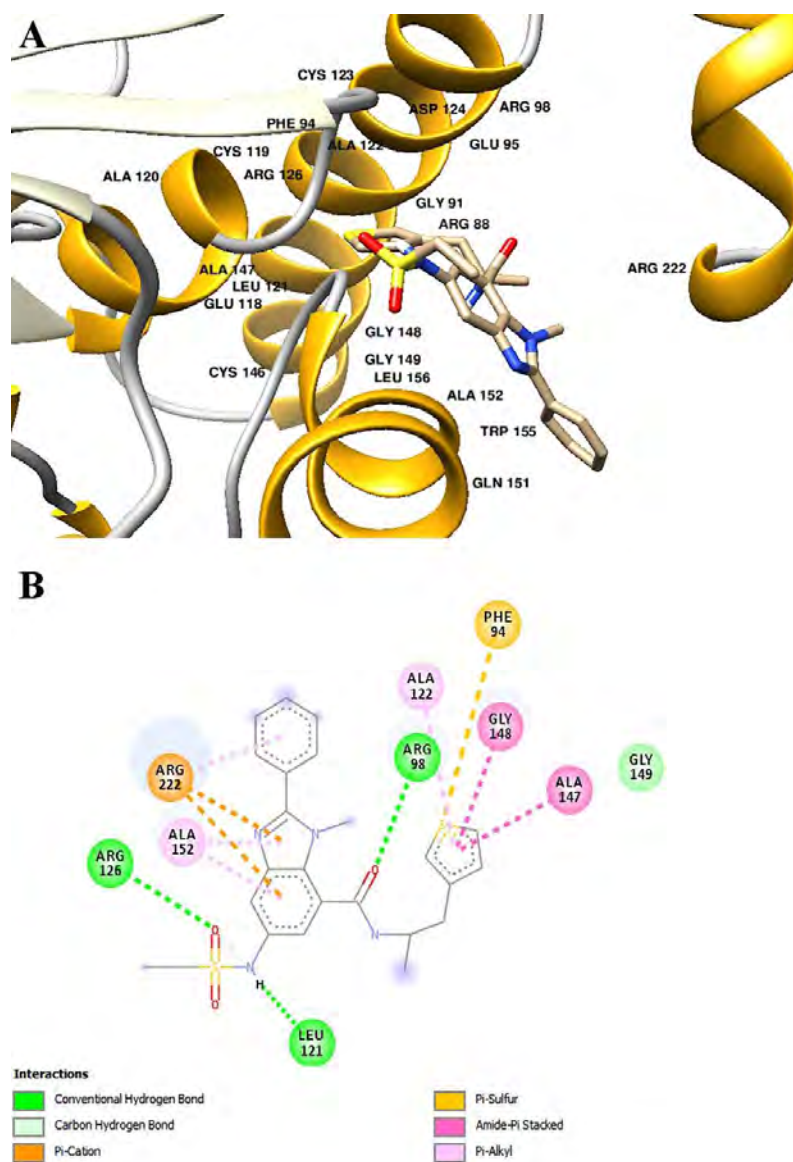 A
CYS 123
ASP 124
ARG 98
PHE 94
ALA 122
GLU 95
CYS 119
ALA 120
ARG 126
GLY 91
ARG 88
ARG 222
ALA 147
LEU 121
GLU 118
GLY 148
CYS 146
GLY 149
LEU 156
ALA 152
TRP 155
GLN 151
B
PHE
94
ALA
122
GLY
148
ARG
98
GLY
149
ARG
222
ALA
147
ALA
152
ARG
126
N
N
O
S
O
N
S
N
O
H
LEU
121
Interactions
Conventional Hydrogen Bond
Carbon Hydrogen Bond
Pi-Cation
Pi-Sulfur
Amide-Pi Stacked
Pi-Alkyl